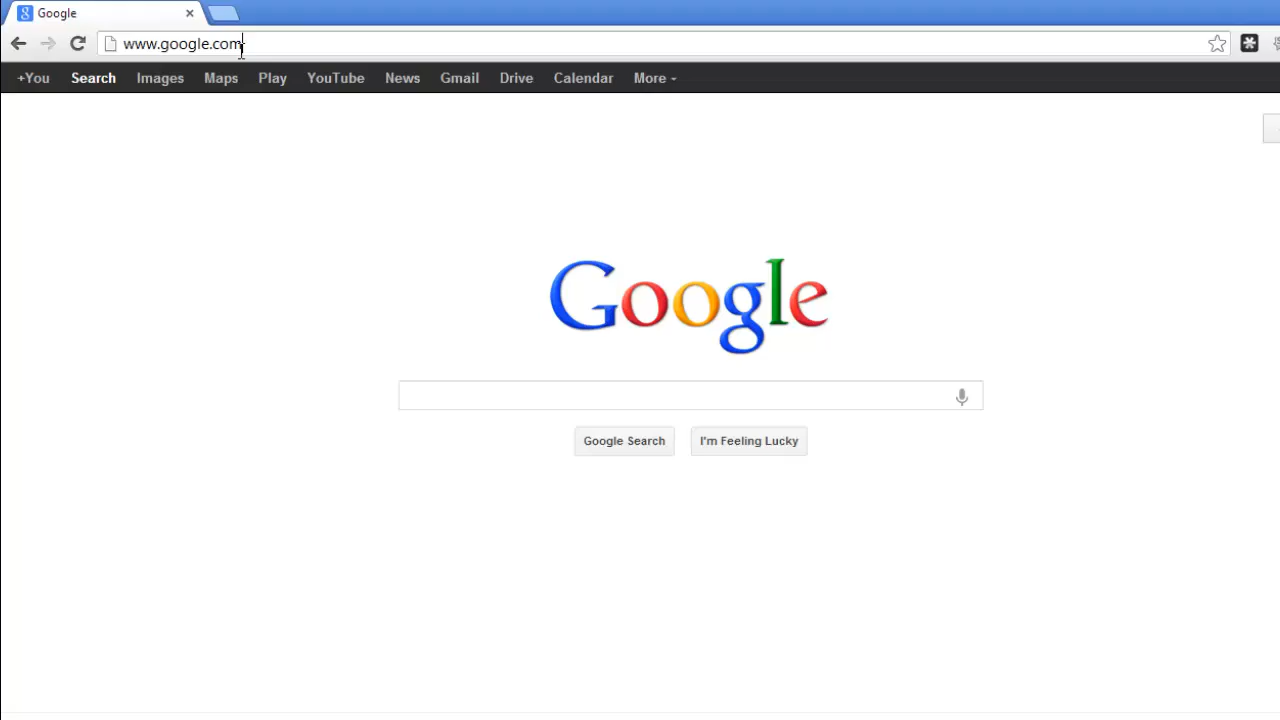 Google
www.google.com
+You Search Images Maps Play YouTube News Gmail Drive Calendar More
Google
Google Search I'm Feeling Lucky